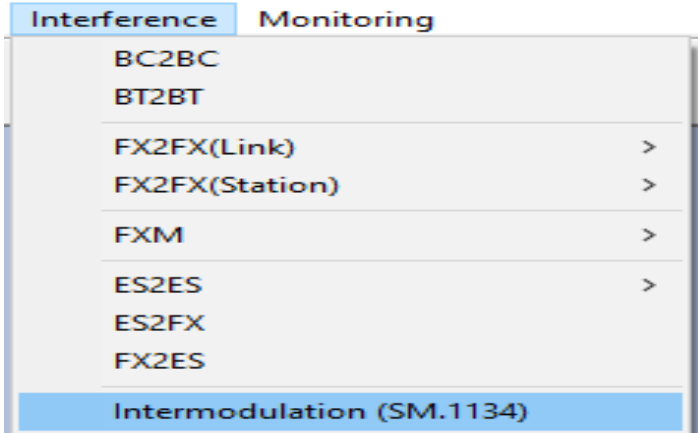 Interference Monitoring
BC2BC
BT2BT
FX2FX(Link) >
FX2FX(Station) >
FXM >
ES2ES >
ES2FX
FX2ES
Intermodulation (SM.1134)